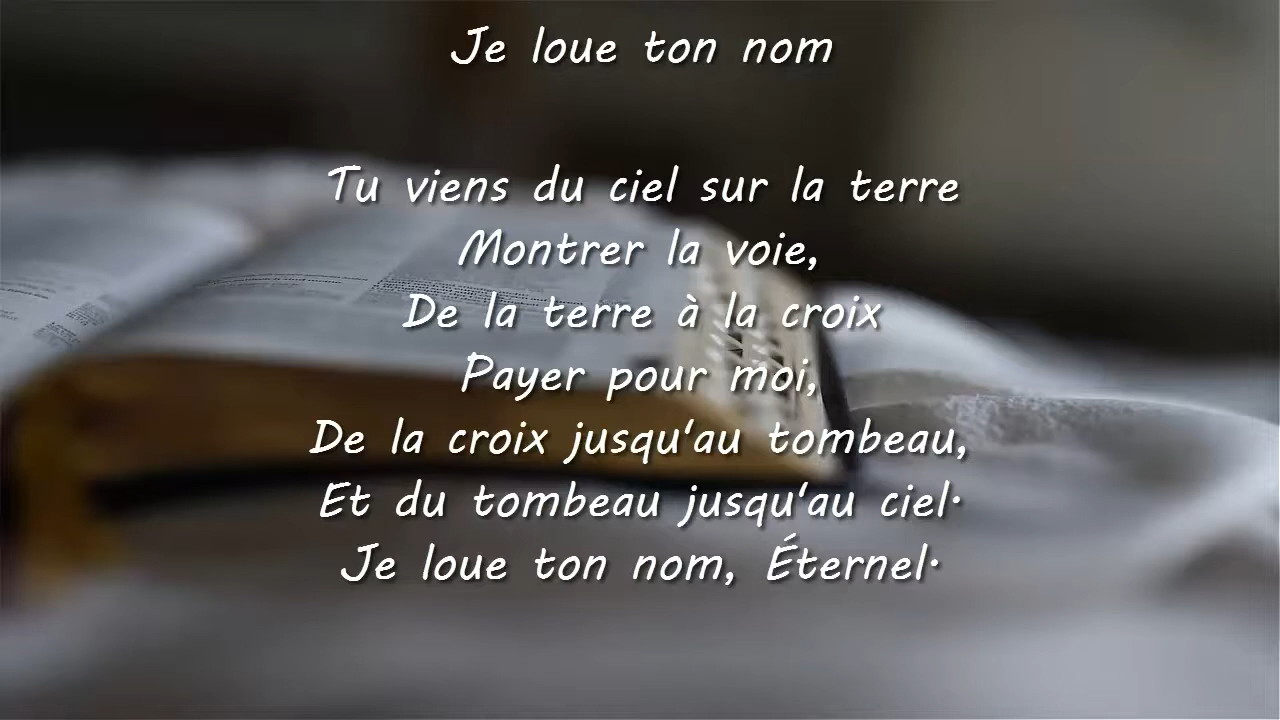 Je loue ton nom
Tu viens du ciel sur la terre
Montrer la voie,
De la terre à la croix
Payer pour moi,
De la croix jusqu'au tombeau,
Et du tombeau jusqu'au ciel.
Je loue ton nom, Éternel.